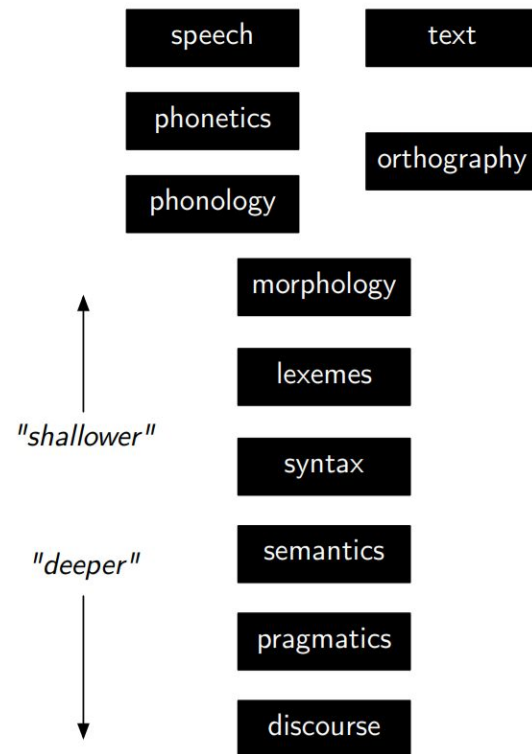 speech
text
phonetics
orthography
phonology
morphology
lexemes
"shallower"
syntax
semantics
"deeper"
pragmatics
discourse